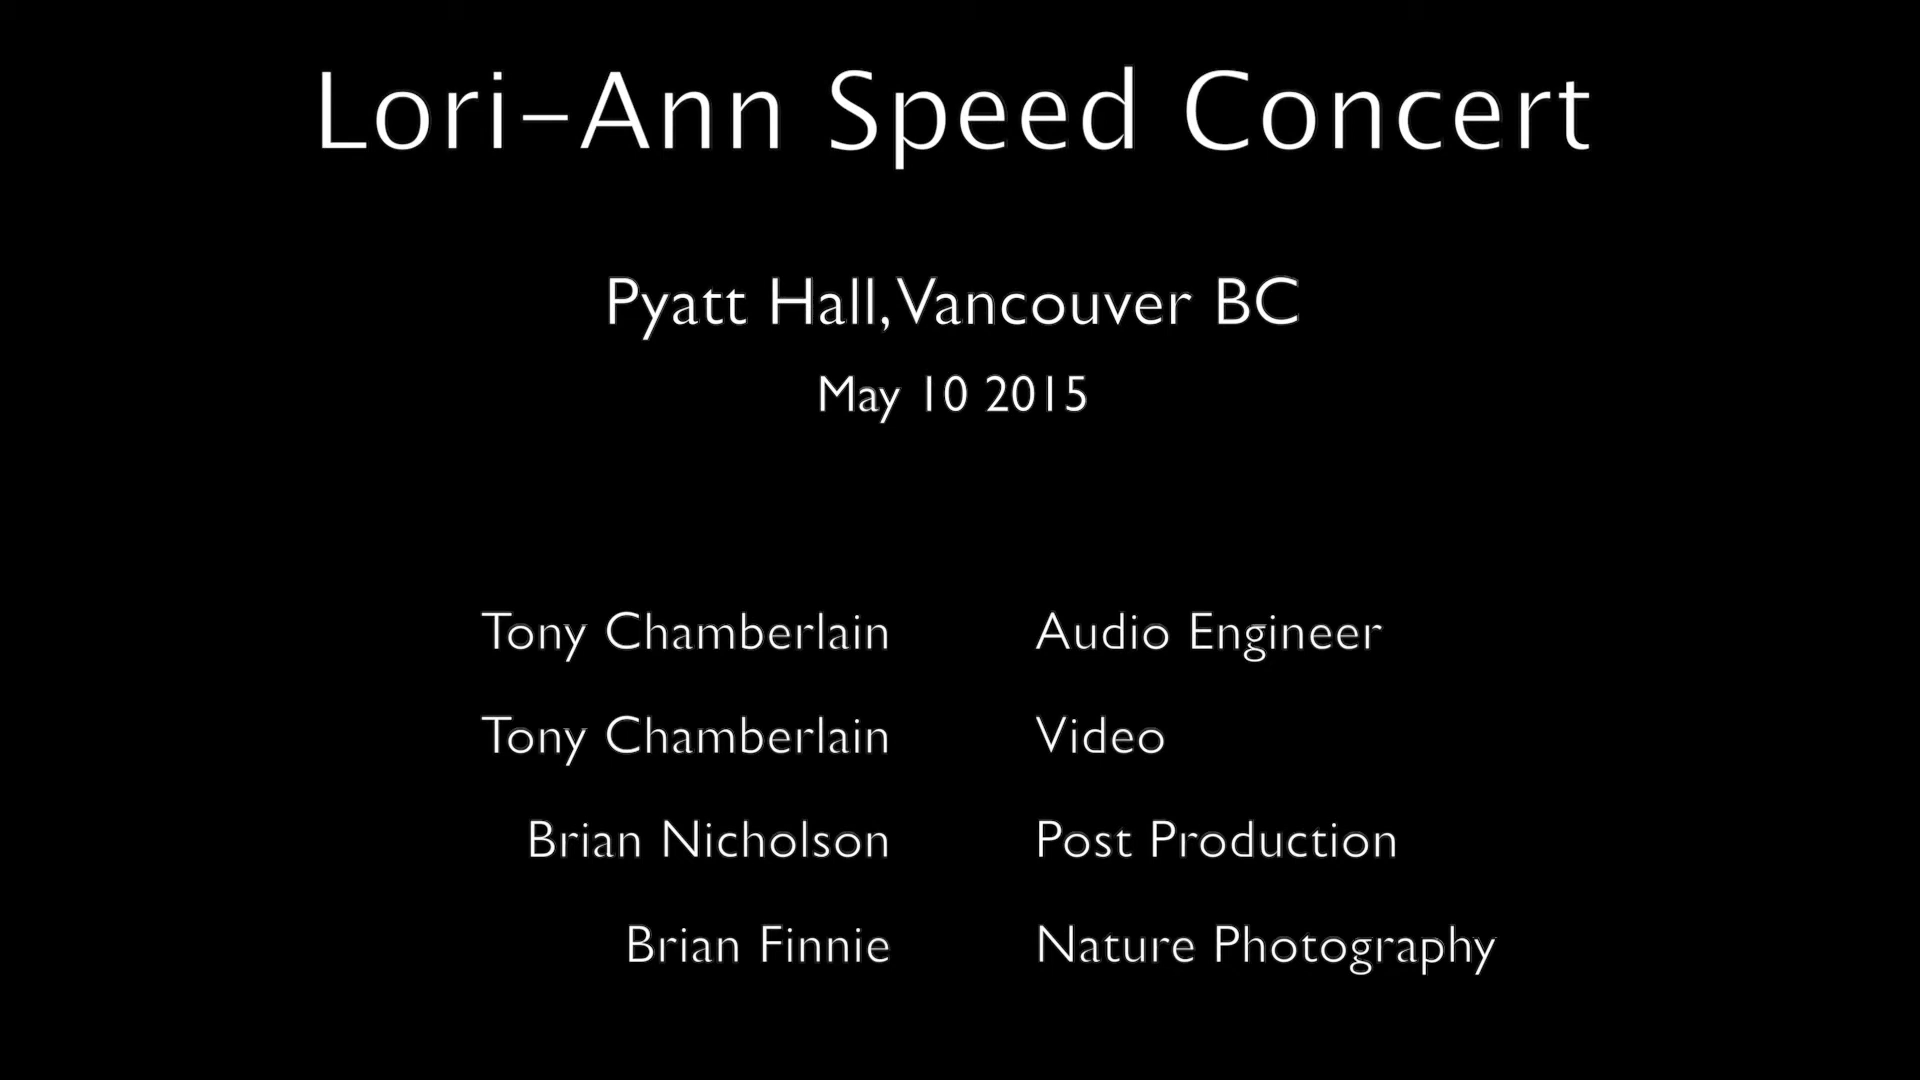 Lori-Ann Speed Concert
Pyatt Hall, Vancouver BC
May 10 2015
Tony Chamberlain Audio Engineer
Tony Chamberlain Video
Brian Nicholson Post Production
Brian Finnie Nature Photography